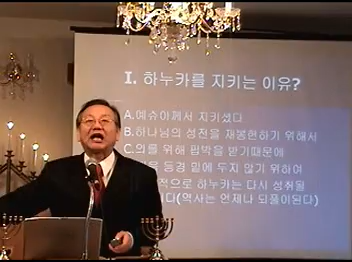 I. 하누카를 지키는 이유?
A.예슈아께서 지키셨다
B.하나님의 성전을 재봉헌하기 위해서
C.의를 위해 핍박을 받기때문에
등경 밑에 두지 않기 위하여
적으로 하누카는 다시 성취될
다(역사는 언제나 되풀이된다)